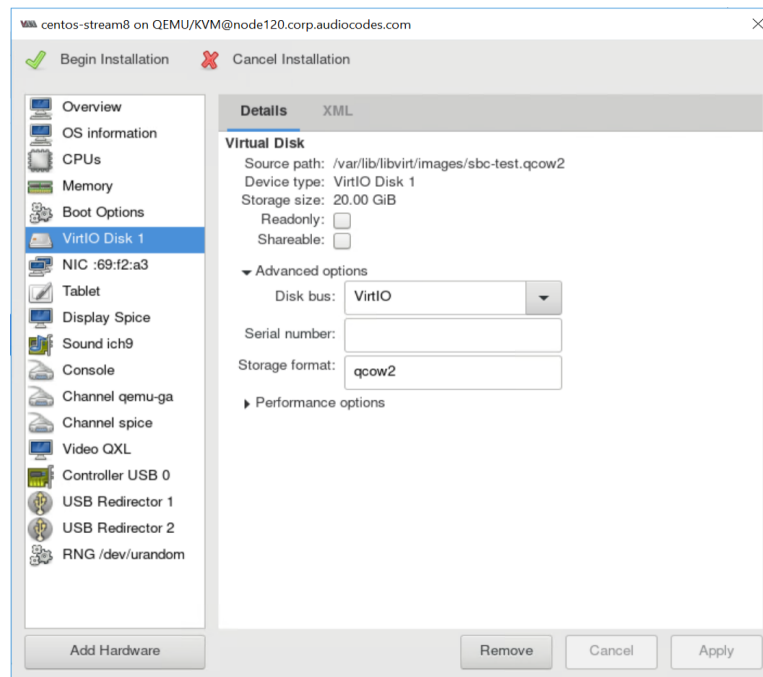 centos-stream8 on QEMU/KVM@node120.corp.audiocodes.com
Begin Installation
Cancel Installation
Overview
OS information
CPUs
Memory
Boot Options
VirtIO Disk 1
NIC :69:f2:a3
Tablet
Display Spice
Sound ich9
Console
Channel qemu-ga
Channel spice
Video QXL
Controller USB 0
USB Redirector 1
USB Redirector 2
RNG /dev/urandom
Add Hardware
Details XML
Virtual Disk
Source path: /var/lib/libvirt/images/sbc-test.qcow2
Device type: VirtIO Disk 1
Storage size: 20.00 GiB
Readonly:
Shareable:
Advanced options
Disk bus: VirtIO
Serial number:
Storage format: qcow2
Performance options
Remove Cancel Apply